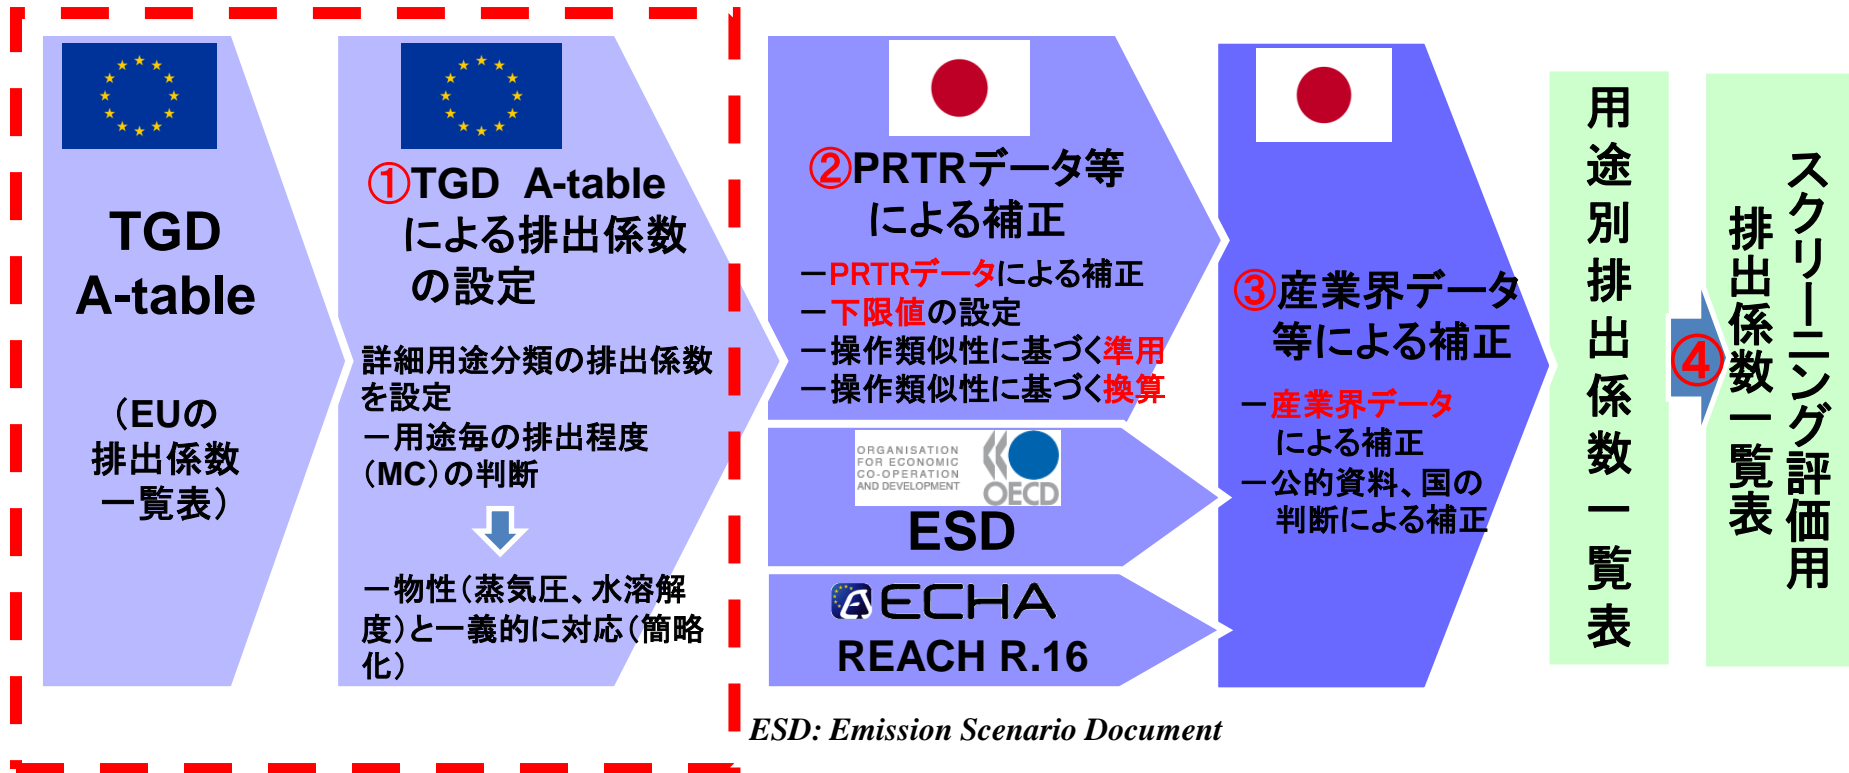 TGD
A-table
（EUの
排出係数
一覧表）
①TGD A-table
による排出係数
の設定
詳細用途分類の排出係数
を設定
－用途毎の排出程度
（MC）の判断
－物性（蒸気圧、水溶解
度）と一義的に対応（簡略
化）
②PRTRデータ等
による補正
－PRTRデータによる補正
－下限値の設定
－操作類似性に基づく準用
－操作類似性に基づく換算
ORGANISATION
FOR ECONOMIC
CO-OPERATION
AND DEVELOPMENT
OECD
ESD
ECHA
REACH R.16
ESD: Emission Scenario Document
③産業界データ
等による補正
－産業界データ
による補正
－公的資料、国の
判断による補正
用途別排出係数一覧表
④
スクリーニング評価用
排出係数一覧表